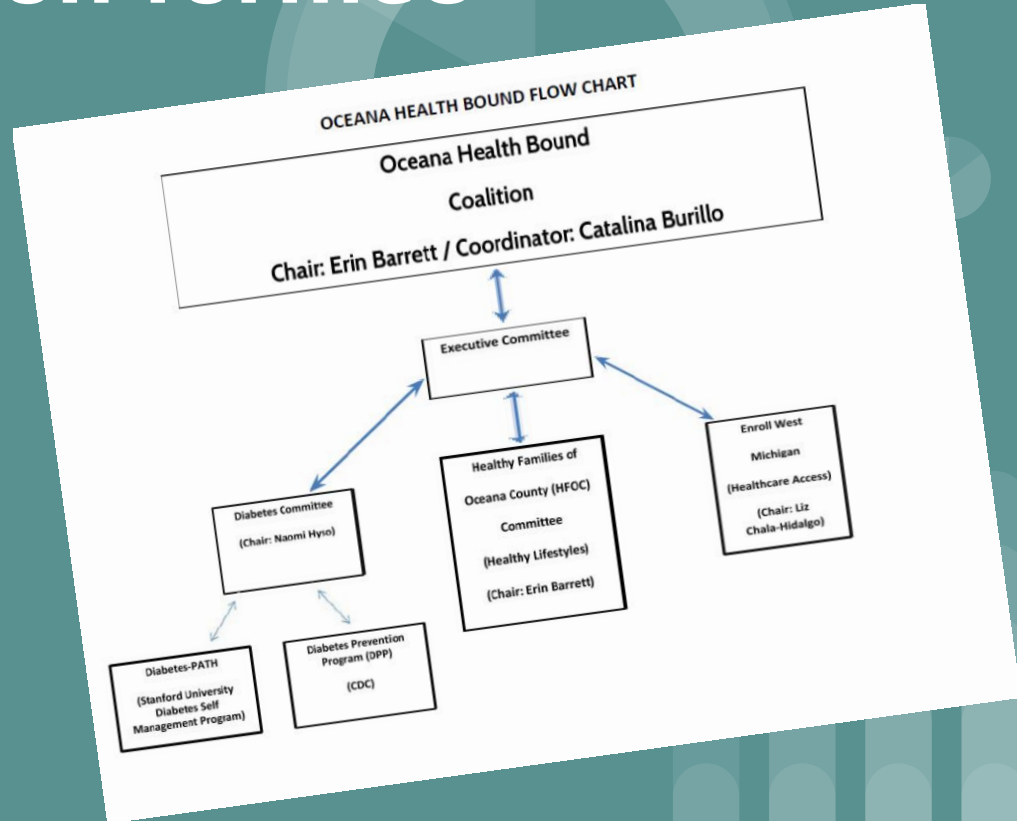 OCEANA HEALTH BOUND FLOW CHART
Oceana Health Bound
Coalition
Chair: Erin Barrett / Coordinator: Catalina Burillo
Executive Committee
Diabetes Committee
(Chair: Naomi Hyso)
Healthy Families of
Oceana County (HFOC)
Committee
(Healthy Lifestyles)
(Chair: Erin Barrett)
Enroll West
Michigan
(Healthcare Access)
(Chair: Liz
Chala-Hidalgo)
Diabetes-PATH
(Stanford University
Diabetes Self
Management Program)
Diabetes Prevention
Program (DPP)
(CDC)